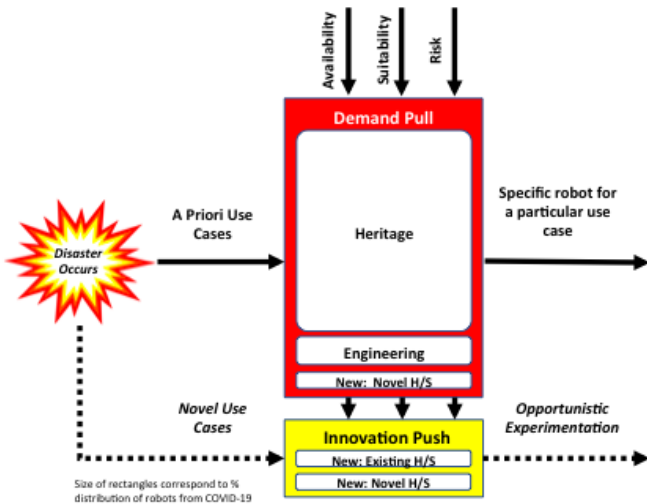 Availability
Suitability
Risk
Demand Pull
Heritage
Engineering
New: Novel H/S
Disaster
Occurs
A Priori Use
Cases
Specific robot for
a particular use
case
Novel Use
Cases
Innovation Push
New: Existing H/S
New: Novel H/S
Opportunistic
Experimentation
Size of rectangles correspond to %
distribution of robots from COVID-19